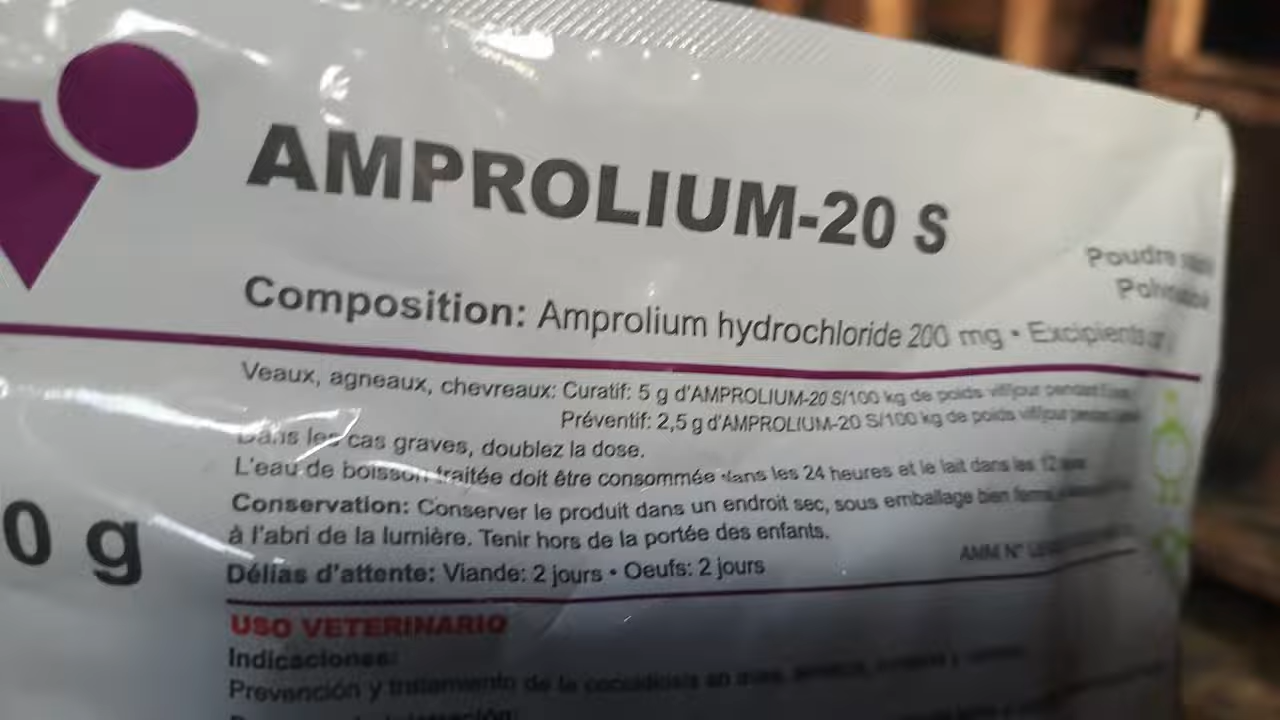 AMPROLIUM-20 S
Poudre
Composition: Amprolium hydrochloride 200 mg • Excipients
Veaux, agneaux, chevreaux: Curatif: 5 g d'AMPROLIUM-20 S/100 kg de poids vif/jour pendant
Préventif: 2,5 g d'AMPROLIUM-20 S/100 kg de poids vif/jour pendant
Dans les cas graves, doublez la dose.
L'eau de boisson traitée doit être consommée dans les 24 heures et le lait dans les 12
Conservation: Conserver le produit dans un endroit sec, sous emballage bien fermé,
à l'abri de la lumière. Tenir hors de la portée des enfants.
AMM N°
Délias d'attente: Viande: 2 jours • Oeufs: 2 jours
0 g
USO VETERINARIO
Indicaciones:
Prevención y tratamiento de la coccidiosis en aves,